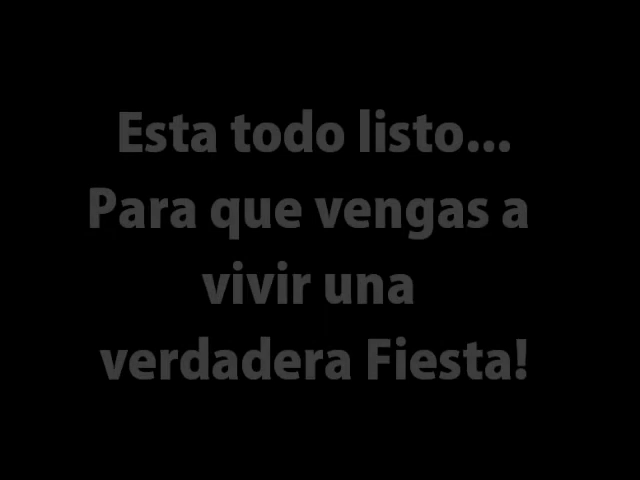 Esta todo listo...
Para que vengas a
vivir una
verdadera Fiesta!